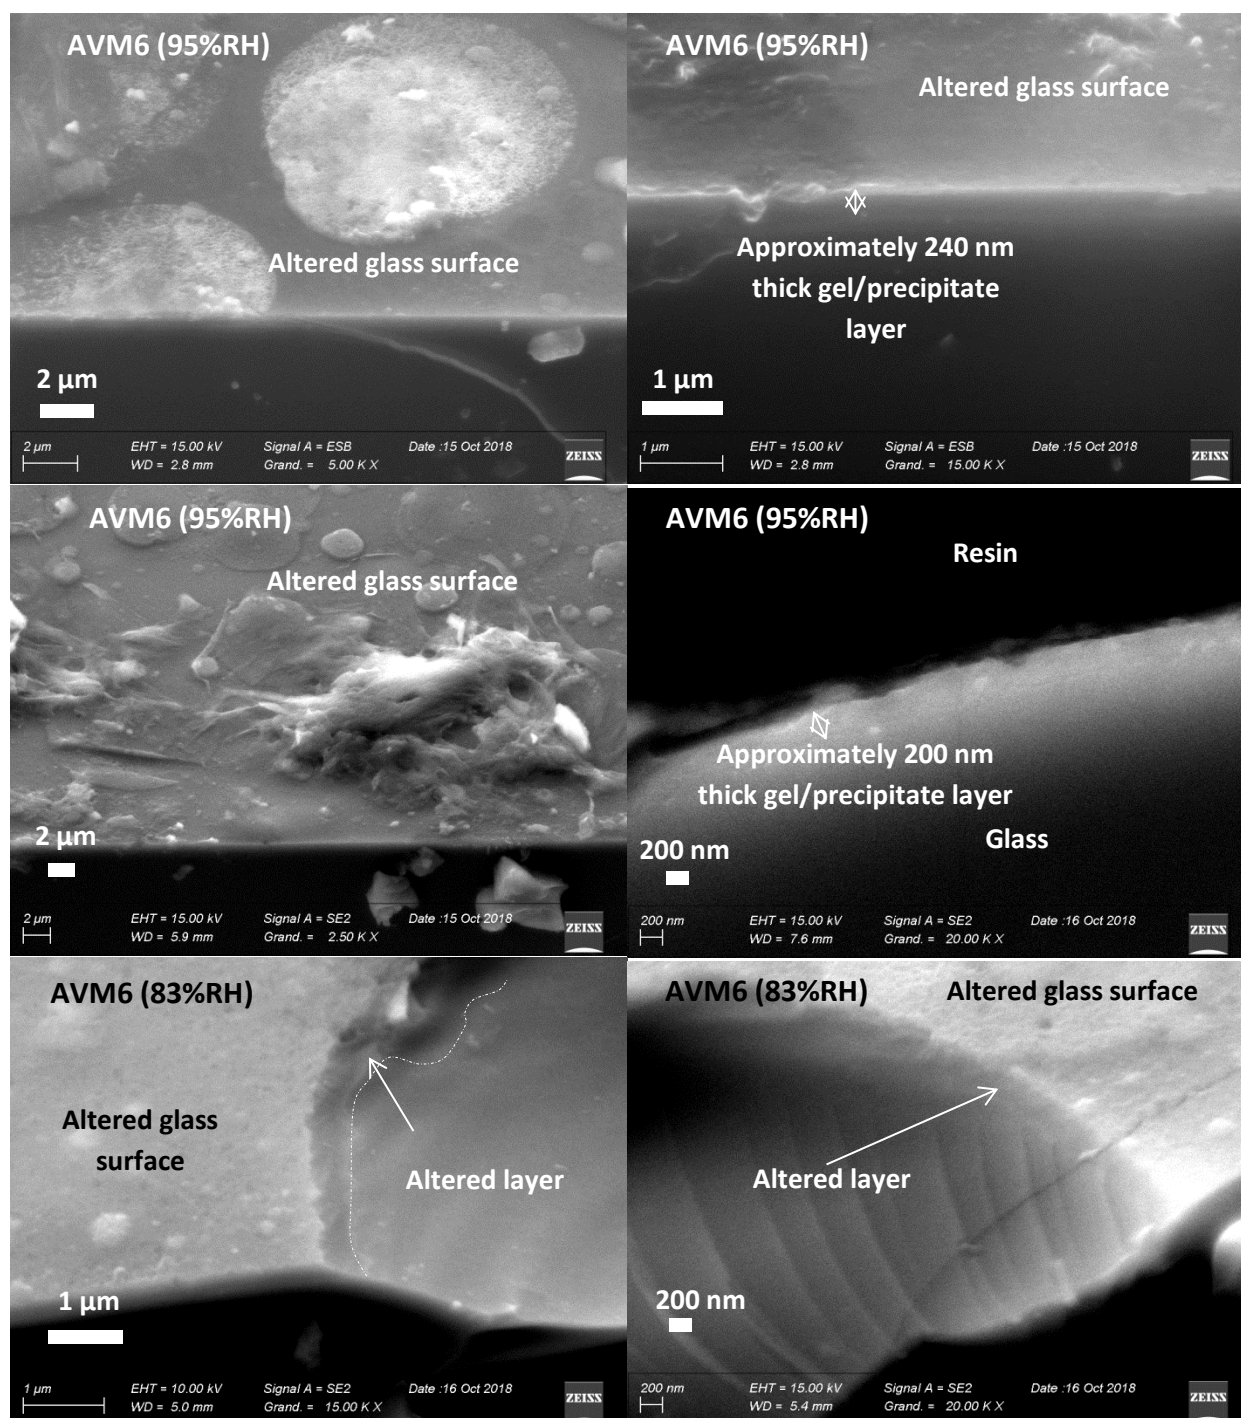 AVM6 (95%RH)
Altered glass surface
2 µm
2 µm
EHT = 15.00 kV
Signal A = ESB
Date :15 Oct 2018
WD = 2.8 mm
Grand. = 5.00 K X
ZEISS
AVM6 (95%RH)
Altered glass surface
Approximately 240 nm
thick gel/precipitate
layer
1 µm
1 µm
EHT = 15.00 kV
Signal A = ESB
Date :15 Oct 2018
WD = 2.8 mm
Grand. = 15.00 K X
ZEISS
AVM6 (95%RH)
Altered glass surface
2 µm
2 µm
EHT = 15.00 kV
Signal A = SE2
Date :15 Oct 2018
WD = 5.9 mm
Grand. = 2.50 K X
ZEISS
AVM6 (95%RH)
Resin
Approximately 200 nm
thick gel/precipitate layer
Glass
200 nm
200 nm
EHT = 15.00 kV
Signal A = SE2
Date :16 Oct 2018
WD = 7.6 mm
Grand. = 20.00 K X
ZEISS
AVM6 (83%RH)
Altered glass
surface
Altered layer
1 µm
1 µm
EHT = 10.00 kV
Signal A = SE2
Date :16 Oct 2018
WD = 5.0 mm
Grand. = 15.00 K X
ZEISS
AVM6 (83%RH)
Altered glass surface
Altered layer
200 nm
200 nm
EHT = 15.00 kV
Signal A = SE2
Date :16 Oct 2018
WD = 5.4 mm
Grand. = 20.00 K X
ZEISS